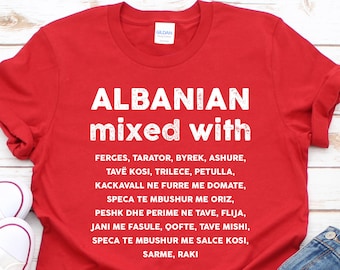 GILDAN
ALBANIAN
mixed with
FERGES, TARATOR, BYREK, ASHURE,
TAVË KOSI, TRILECE, PETULLA,
KACKAVALL NE FURRE ME DOMATE,
SPECA TE MBUSHUR ME ORIZ,
PESHK DHE PERIME NE TAVE, FLIJA,
JANI ME FASULE, QOFTE, TAVE MISHI,
SPECA TE MBUSHUR ME SALCE KOSI,
SARME, RAKI